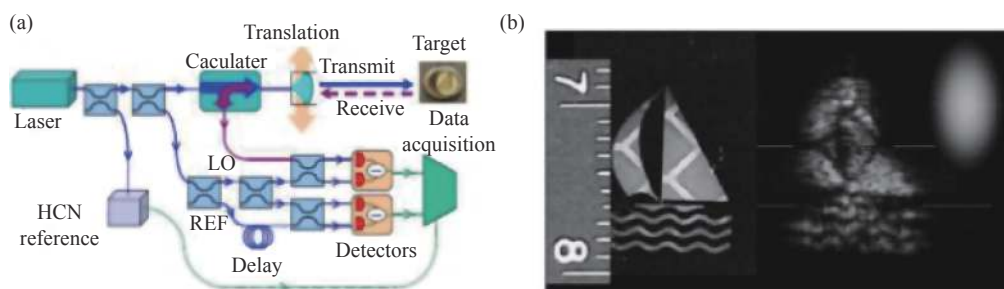 (a)
Translation
Caculater
Transmit
Target
Receive
Laser
Data
acquisition
LO
HCN
reference
REF
Delay
Detectors
(b)
7
8